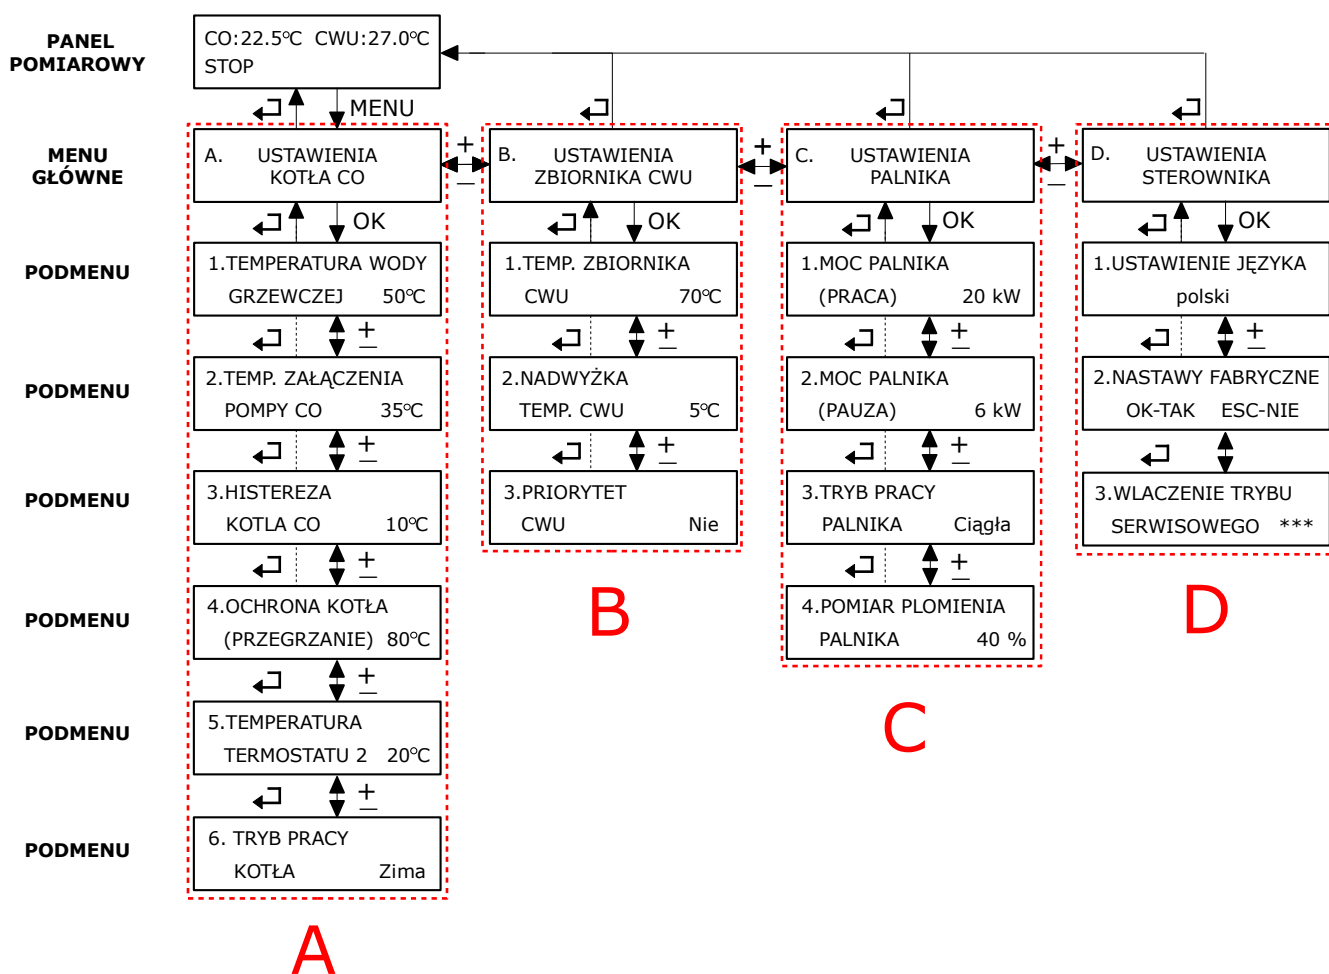 PANEL
POMIAROWY
CO:22.5°C CWU:27.0°C
STOP
MENU
MENU
GŁÓWNE
A. USTAWIENIA
KOTŁA CO
+
–
B. USTAWIENIA
ZBIORNIKA CWU
+
–
C. USTAWIENIA
PALNIKA
+
–
D. USTAWIENIA
STEROWNIKA
OK
OK
OK
OK
PODMENU
1.TEMPERATURA WODY
GRZEWCZEJ 50°C
1.TEMP. ZBIORNIKA
CWU 70°C
1.MOC PALNIKA
(PRACA) 20 kW
1.USTAWIENIE JĘZYKA
polski
+
–
+
–
+
–
+
–
PODMENU
2.TEMP. ZAŁĄCZENIA
POMPY CO 35°C
2.NADWYŻKA
TEMP. CWU 5°C
2.MOC PALNIKA
(PAUZA) 6 kW
2.NASTAWY FABRYCZNE
OK-TAK ESC-NIE
+
–
+
–
+
–
PODMENU
3.HISTEREZA
KOTLA CO 10°C
3.PRIORYTET
CWU Nie
3.TRYB PRACY
PALNIKA Ciągła
3.WLACZENIE TRYBU
SERWISOWEGO ***
+
–
+
–
PODMENU
4.OCHRONA KOTŁA
(PRZEGRZANIE) 80°C
4.POMIAR PLOMIENIA
PALNIKA 40 %
B
D
+
–
PODMENU
5.TEMPERATURA
TERMOSTATU 2 20°C
C
+
–
PODMENU
6. TRYB PRACY
KOTŁA Zima
A